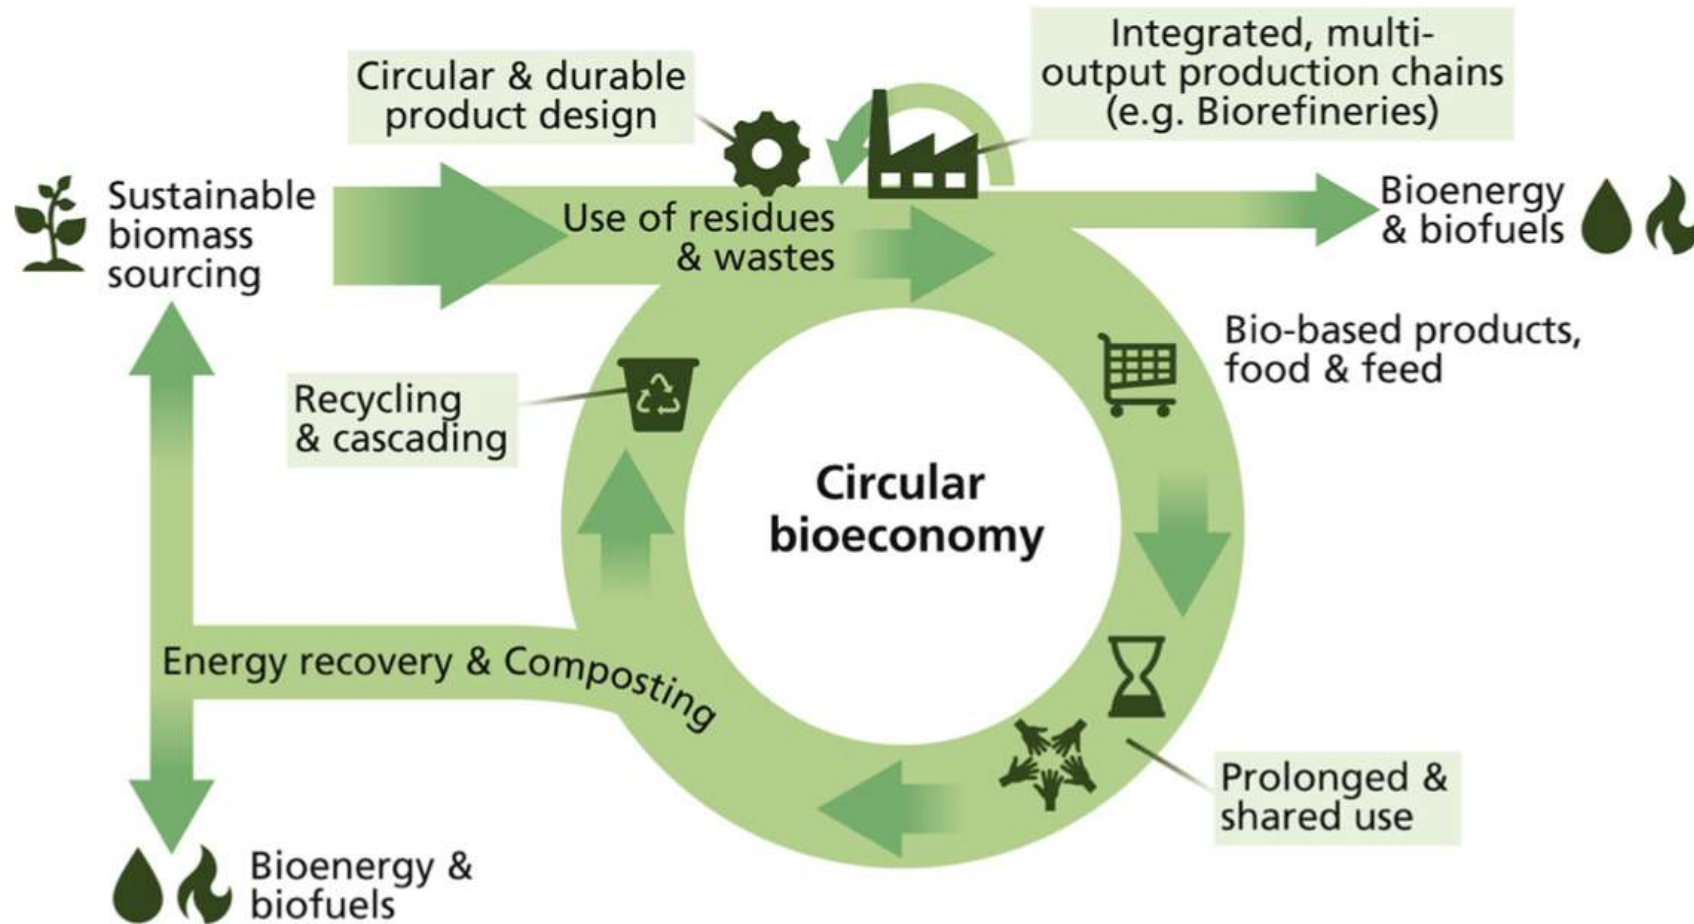 Circular & durable
product design
Integrated, multi-
output production chains
(e.g. Biorefineries)
Sustainable
biomass
sourcing
Use of residues
& wastes
Bioenergy
& biofuels
Bio-based products,
food & feed
Recycling
& cascading
Circular
bioeconomy
Energy recovery & Composting
Prolonged &
shared use
Bioenergy &
biofuels